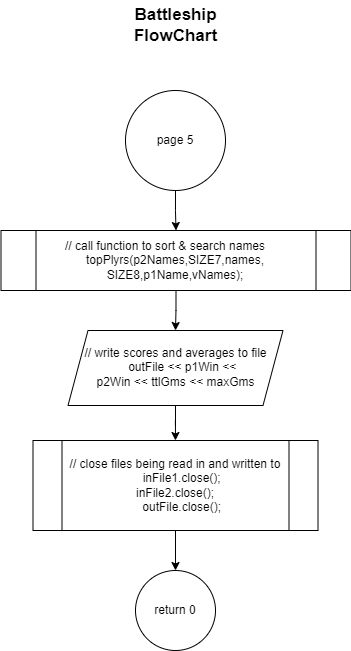 Battleship
FlowChart
page 5
// call function to sort & search names
topPlyrs(p2Names,SIZE7,names,
SIZE8,p1Name,vNames);
// write scores and averages to file
outFile << p1Win <<
p2Win << ttlGms << maxGms
// close files being read in and written to
inFile1.close();
inFile2.close();
outFile.close();
return 0